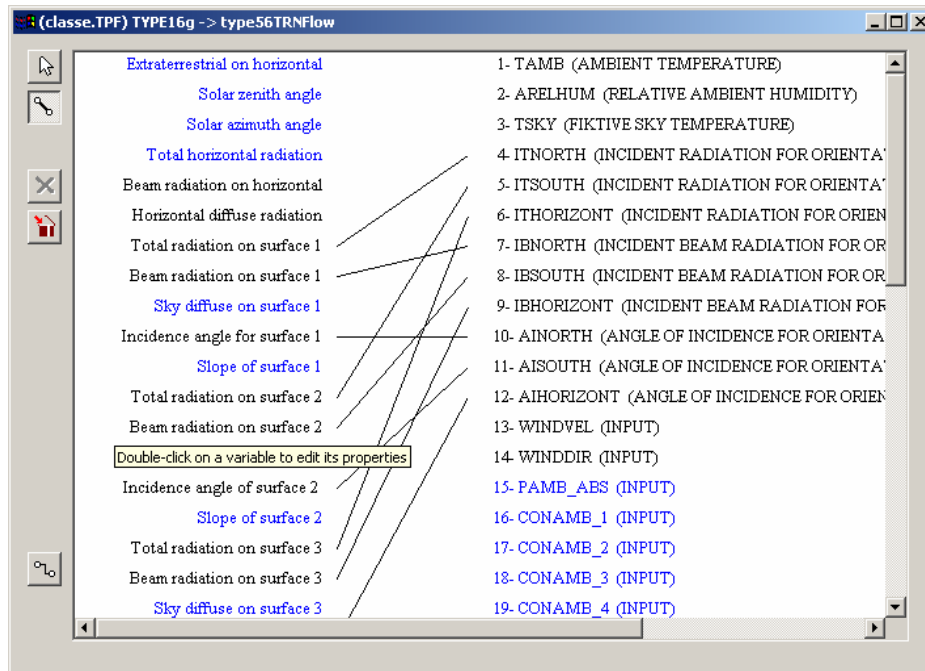 (classe.TPF) TYPE16g -> type56TRNFlow
Extraterrestrial on horizontal
Solar zenith angle
Solar azimuth angle
Total horizontal radiation
Beam radiation on horizontal
Horizontal diffuse radiation
Total radiation on surface 1
Beam radiation on surface 1
Sky diffuse on surface 1
Incidence angle for surface 1
Slope of surface 1
Total radiation on surface 2
Beam radiation on surface 2
Double-click on a variable to edit its properties
Incidence angle of surface 2
Slope of surface 2
Total radiation on surface 3
Beam radiation on surface 3
Sky diffuse on surface 3
1- TAMB (AMBIENT TEMPERATURE)
2- ARELHUM (RELATIVE AMBIENT HUMIDITY)
3- TSKY (FIKTIVE SKY TEMPERATURE)
4- ITNORTH (INCIDENT RADIATION FOR ORIENTA
5- ITSOUTH (INCIDENT RADIATION FOR ORIENTA
6- ITHORIZONT (INCIDENT RADIATION FOR ORIEN
7- IBNORTH (INCIDENT BEAM RADIATION FOR OR
8- IBSOUTH (INCIDENT BEAM RADIATION FOR OR
9- IBHORIZONT (INCIDENT BEAM RADIATION FOR
10- AINORTH (ANGLE OF INCIDENCE FOR ORIENTA
11- AISOUTH (ANGLE OF INCIDENCE FOR ORIENTA
12- AIHORIZONT (ANGLE OF INCIDENCE FOR ORIEN
13- WINDVEL (INPUT)
14- WINDDIR (INPUT)
15- PAMB_ABS (INPUT)
16- CONAMB_1 (INPUT)
17- CONAMB_2 (INPUT)
18- CONAMB_3 (INPUT)
19- CONAMB_4 (INPUT)